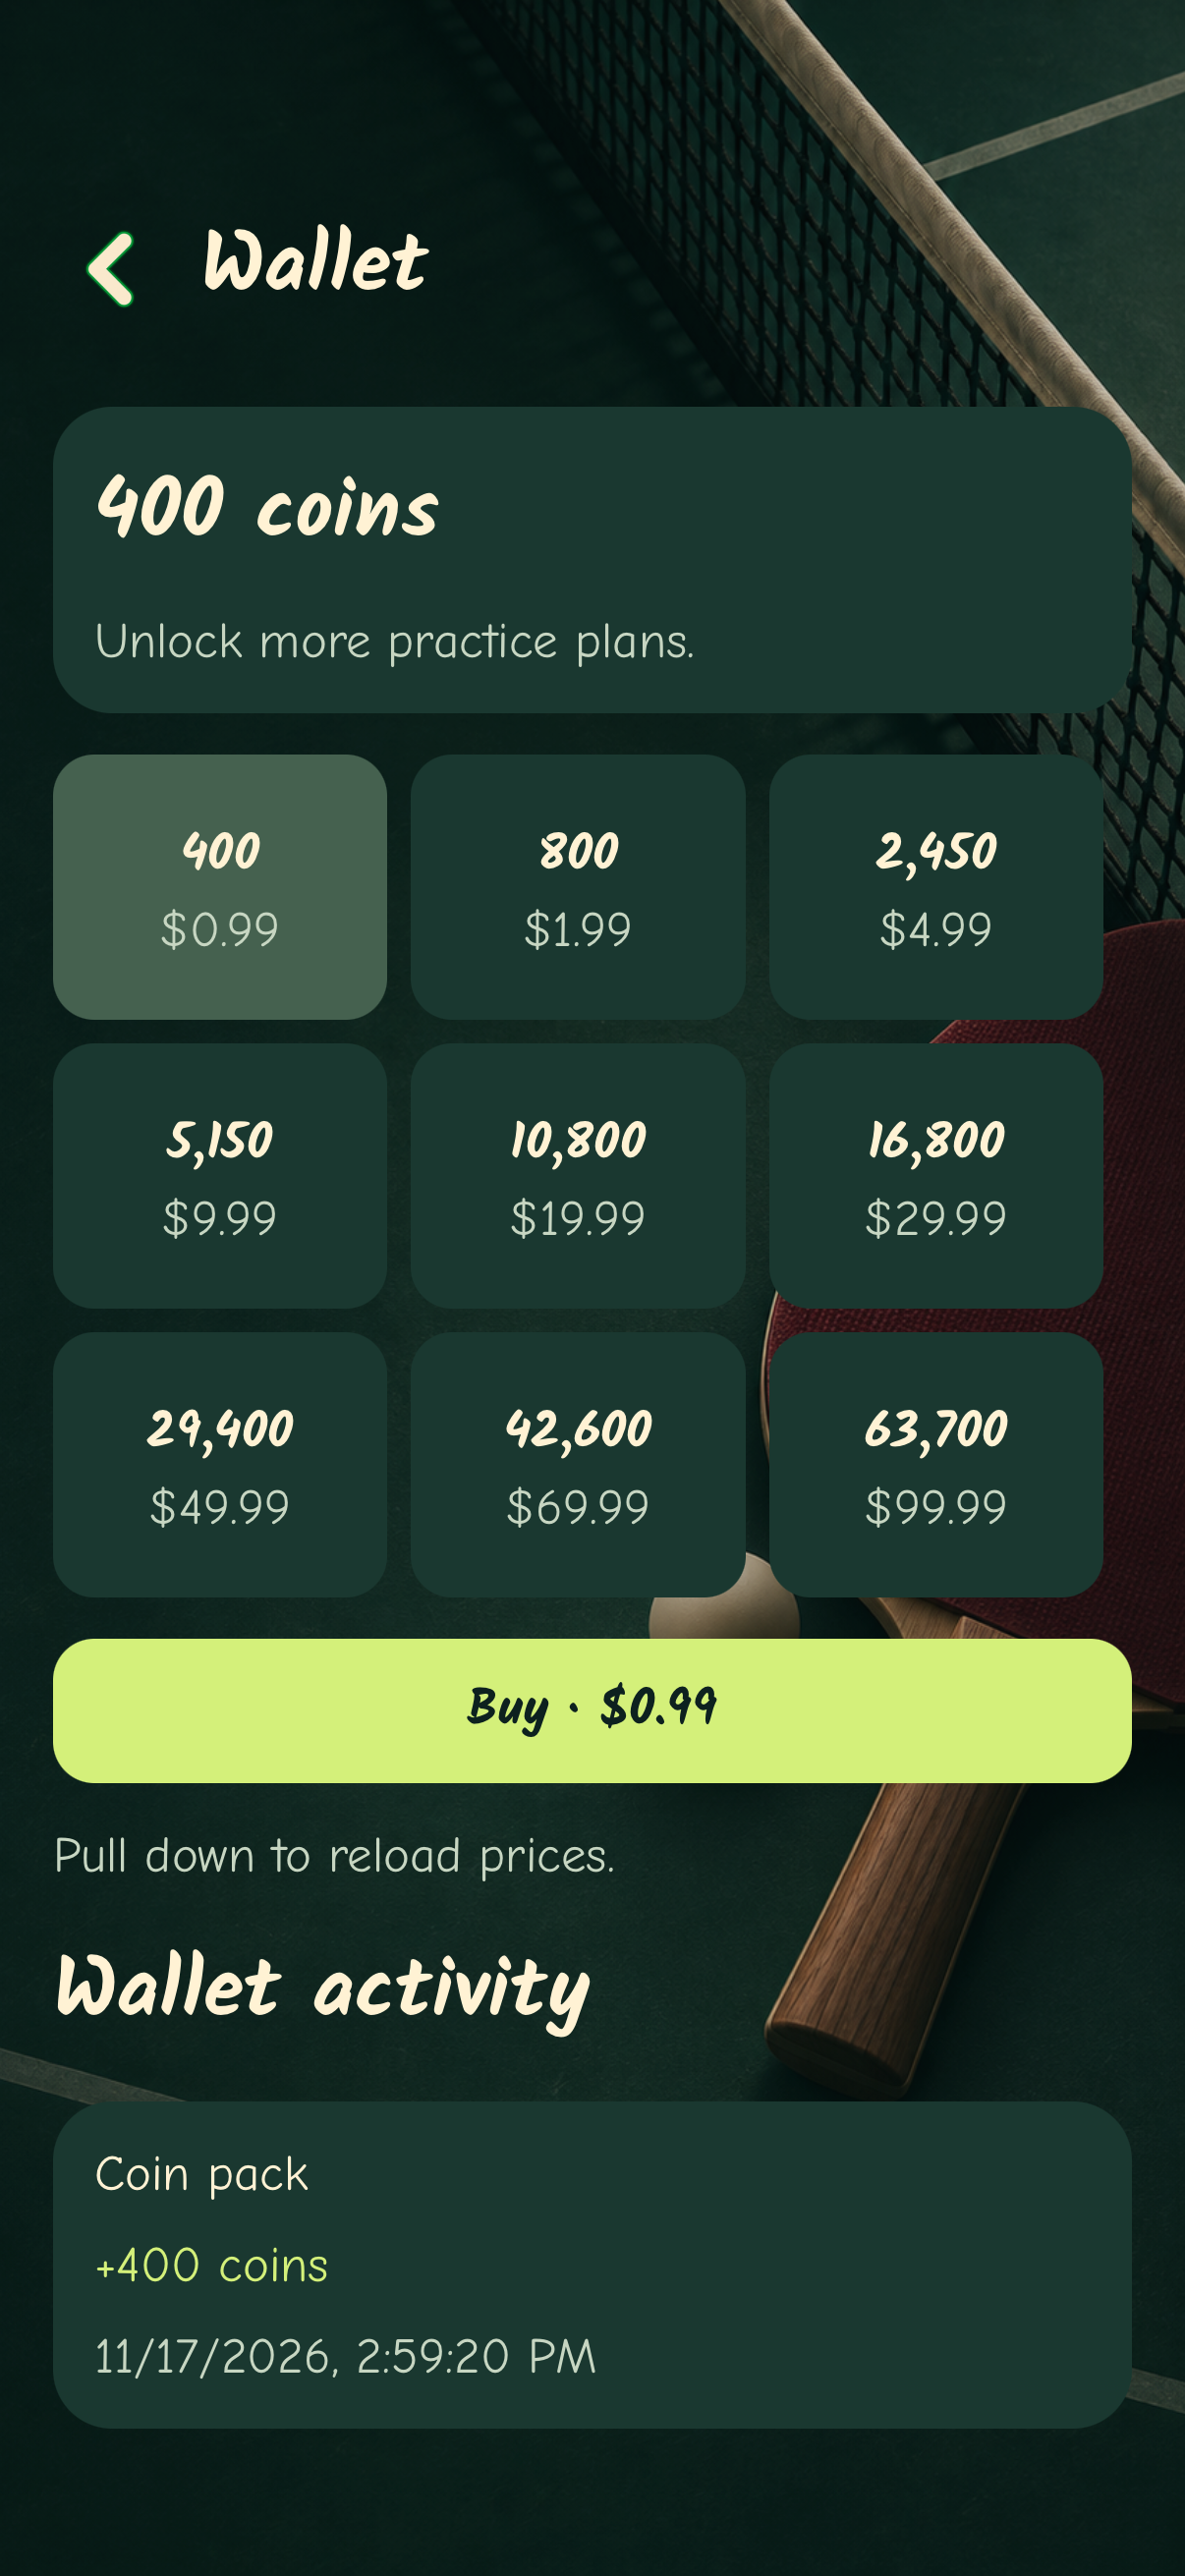 Wallet
400 coins
Unlock more practice plans.
400
$0.99
800
$1.99
2,450
$4.99
5,150
$9.99
10,800
$19.99
16,800
$29.99
29,400
$49.99
42,600
$69.99
63,700
$99.99
Buy · $0.99
Pull down to reload prices.
Wallet activity
Coin pack
+400 coins
11/17/2026, 2:59:20 PM